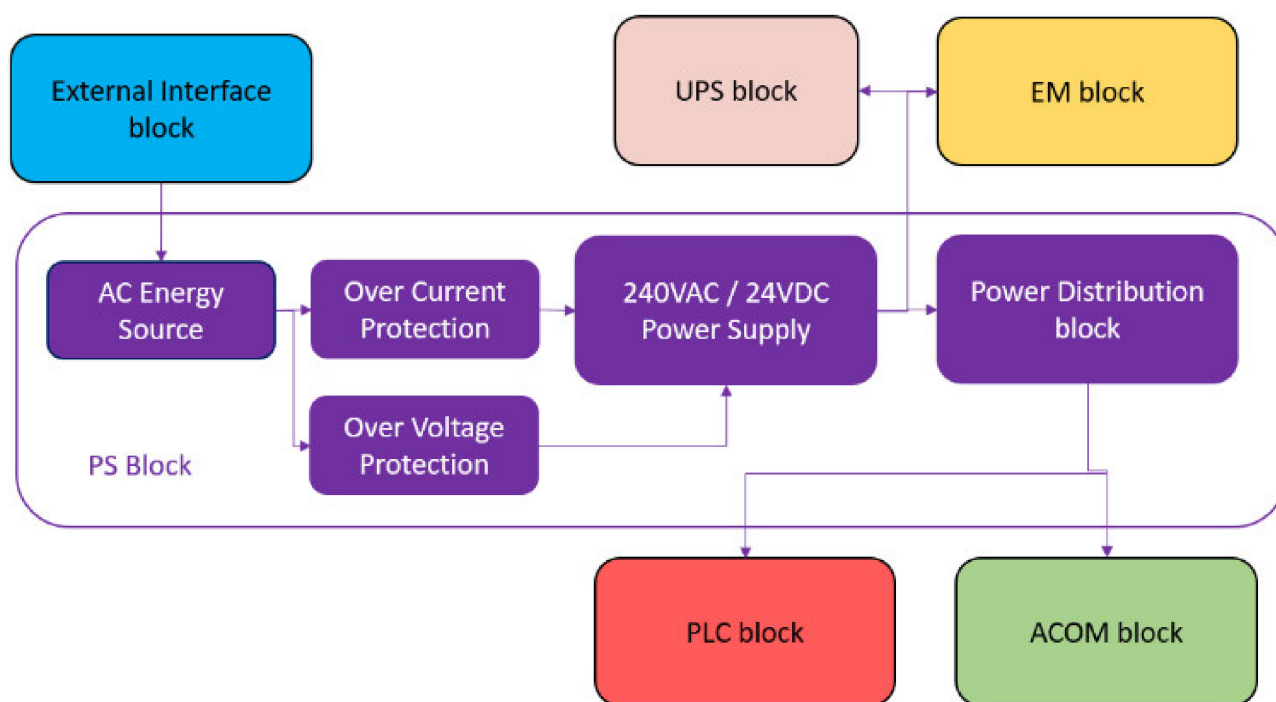 External Interface
block
UPS block
EM block
AC Energy
Source
Over Current
Protection
240VAC / 24VDC
Power Supply
Power Distribution
block
Over Voltage
Protection
PS Block
PLC block
ACOM block